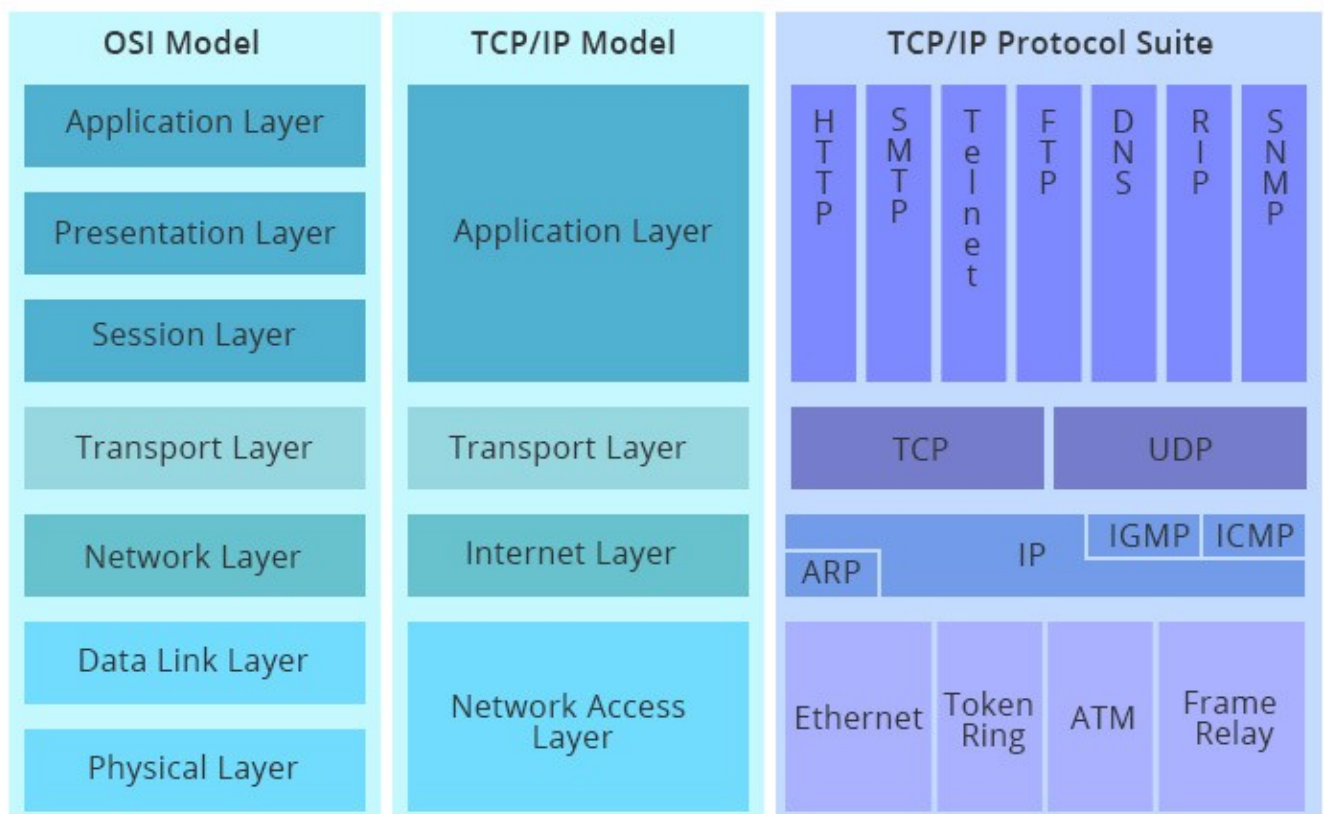 OSI Model
Application Layer
Presentation Layer
Session Layer
Transport Layer
Network Layer
Data Link Layer
Physical Layer
TCP/IP Model
Application Layer
Transport Layer
Internet Layer
Network Access
Layer
TCP/IP Protocol Suite
HTTP
SMTP
Telnet
FTP
DNS
RIP
SNMP
TCP
UDP
IP
IGMP
ICMP
ARP
Ethernet
Token
Ring
ATM
Frame
Relay